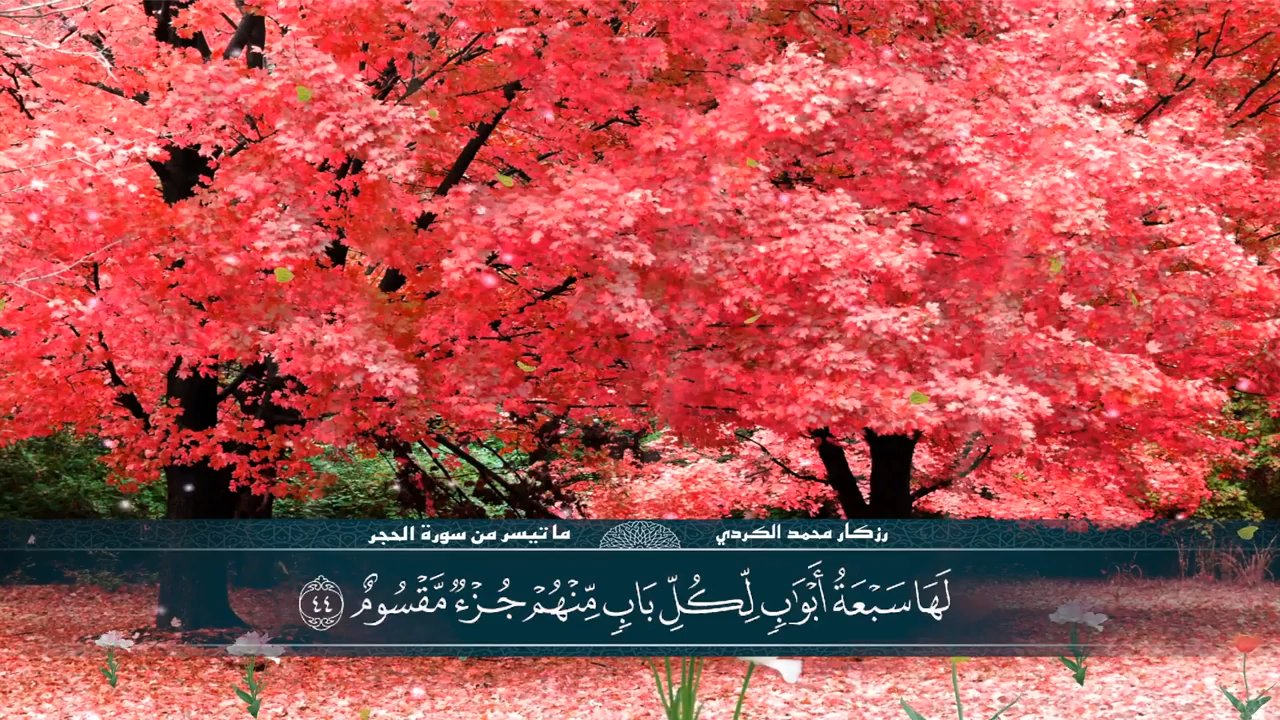 رزكار محمد الكردي
ما تيسر من سورة الحجر
لَهَا سَبْعَةُ أَبْوَٰبٍ لِّكُلِّ بَابٍ مِّنْهُمْ جُزْءٌ مَّقْسُومٌ ٤٤